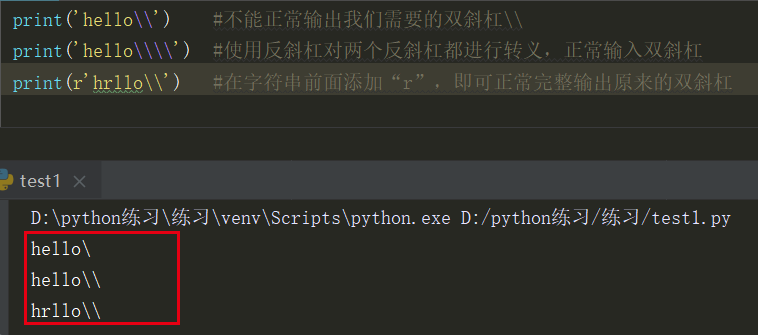 print('hello\\')    #不能正常输出我们需要的双斜杠\\
print('hello\\\\')  #使用反斜杠对两个反斜杠都进行转义，正常输入双斜杠
print(r'hrllo\\')   #在字符串前面添加“r”，即可正常完整输出原来的双斜杠
test1
D:\python练习\练习\venv\Scripts\python.exe D:/python练习/练习/test1.py
hello\
hello\\
hrllo\\